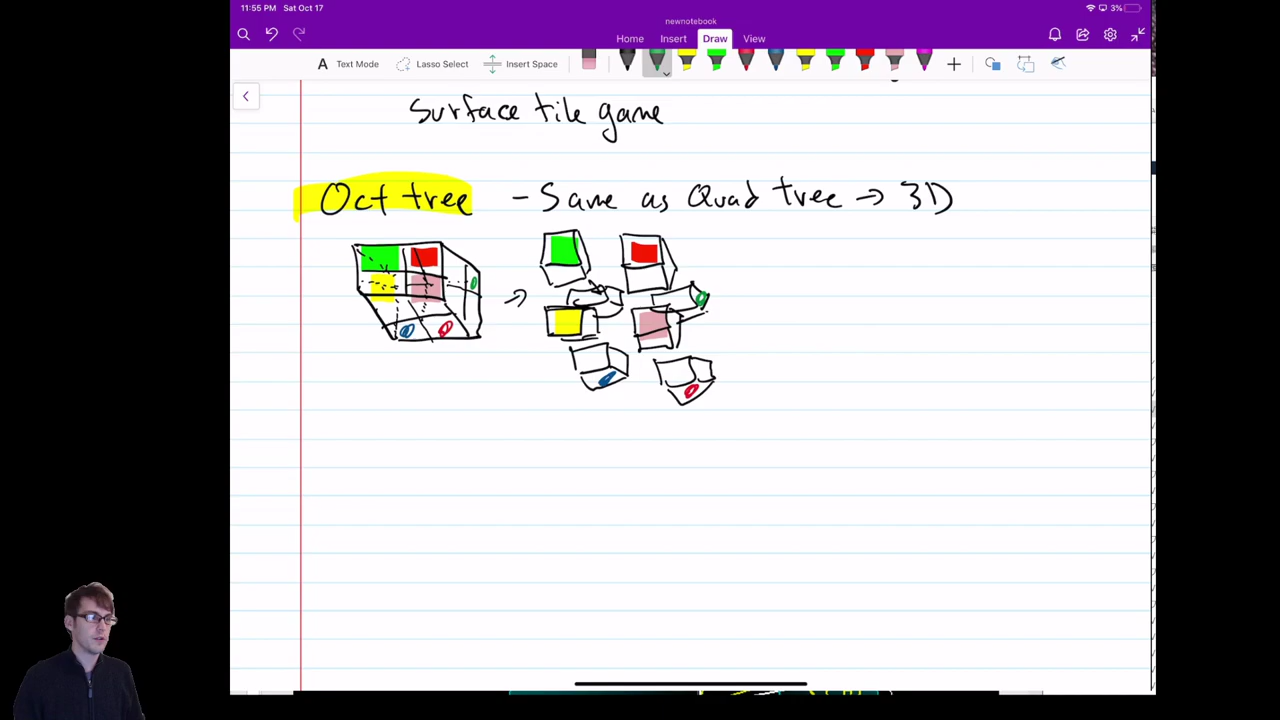 11:55 PM Sat Oct 17
3%
newnotebook
Home Insert Draw View
A Text Mode Lasso Select Insert Space
Surface tile game
Oct tree - Same as Quad tree → 3D